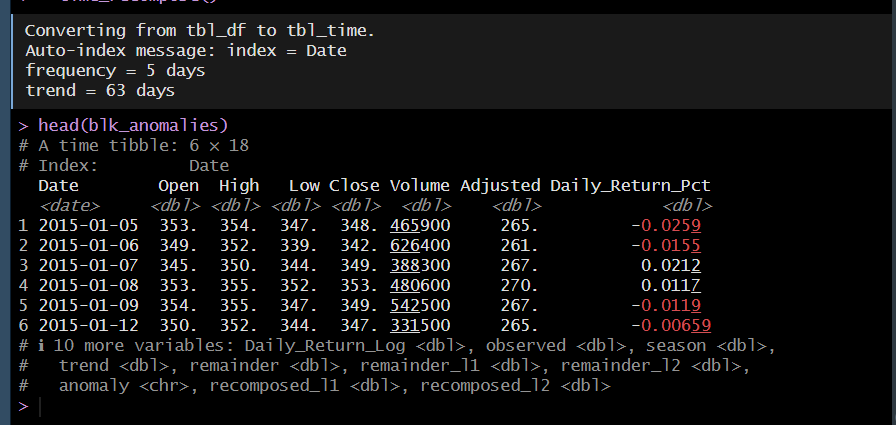 Converting from tbl_df to tbl_time.
Auto-index message: index = Date
frequency = 5 days
trend = 63 days
> head(blk_anomalies)
# A time tibble: 6 × 18
# Index:         Date
  Date        Open  High   Low Close Volume Adjusted Daily_Return_Pct
  <date>     <dbl> <dbl> <dbl> <dbl>  <dbl>    <dbl>            <dbl>
1 2015-01-05  353.  354.  347.  348. 465900     265.         -0.0259
2 2015-01-06  349.  352.  339.  342. 626400     261.         -0.0155
3 2015-01-07  345.  350.  344.  349. 388300     267.          0.0212
4 2015-01-08  353.  355.  352.  353. 480600     270.          0.0117
5 2015-01-09  354.  355.  347.  349. 542500     267.         -0.0119
6 2015-01-12  350.  352.  344.  347. 331500     265.         -0.00659
# ℹ 10 more variables: Daily_Return_Log <dbl>, observed <dbl>, season <dbl>,
#   trend <dbl>, remainder <dbl>, remainder_l1 <dbl>, remainder_l2 <dbl>,
#   anomaly <chr>, recomposed_l1 <dbl>, recomposed_l2 <dbl>
>